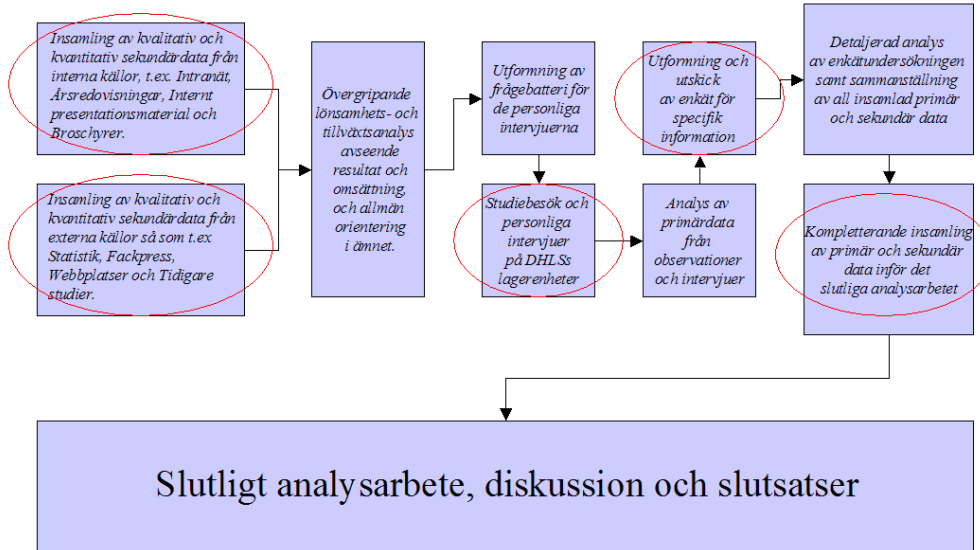 Insamling av kvalitativ och
kvantitativ sekundärdata från
interna källor, t.ex. Intranät,
Årsredovisningar, Internt
presentationsmaterial och
Broschyrer.
Insamling av kvalitativ och
kvantitativ sekundärdata från
externa källor så som t.ex
Statistik, Fackpress,
Webbplatser och Tidigare
studier.
Övergripande
lönsamhets- och
tillväxtsanalys
avseende
resultat och
omsättning,
och allmän
orientering
i ämnet.
Utformning av
frågebatteri för
de personliga
intervjuerna
Studiebesök och
personliga
intervjuer
på DHLSs
lagerenheter
Analys av
primärdata
från
observationer
och intervjuer
Utformning och
utskick
av enkät för
specifik
information
Detaljerad analys
av enkätundersökningen
samt sammanställning
av all insamlad primär
och sekundär data
Kompletterande insamling
av primär och sekundär
data inför det
slutliga analysarbetet
Slutligt analysarbete, diskussion och slutsatser